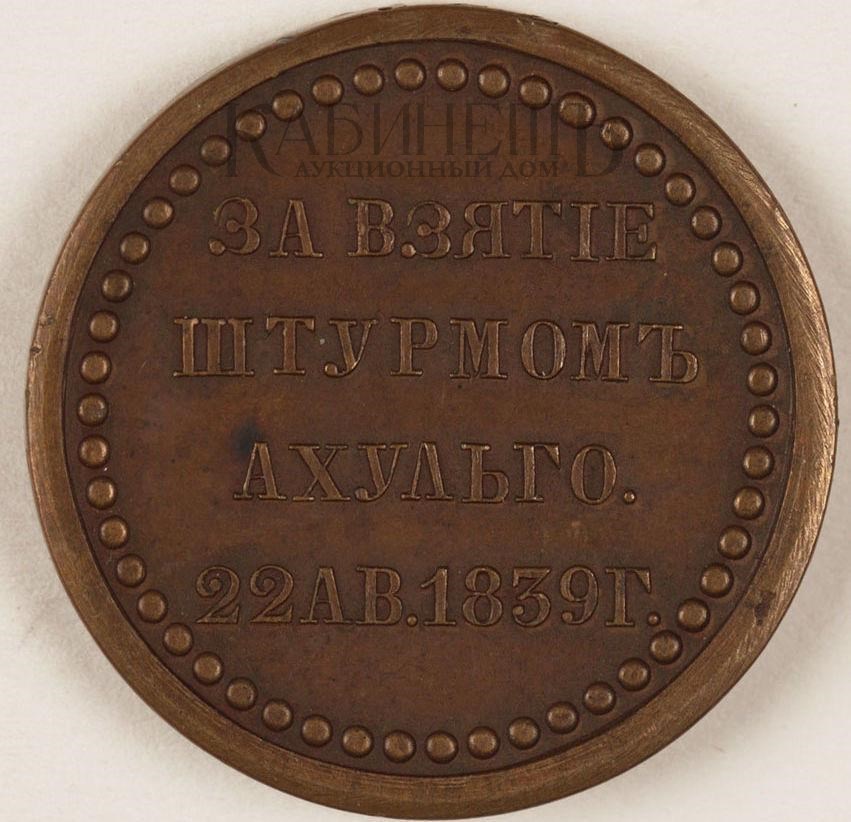 КАБИНЕТЪ
АУКЦИОННЫЙ ДОМ
ЗА ВЗЯТІЕ
ШТУРМОМЪ
АХУЛЬГО.
22АВ.1839Г.